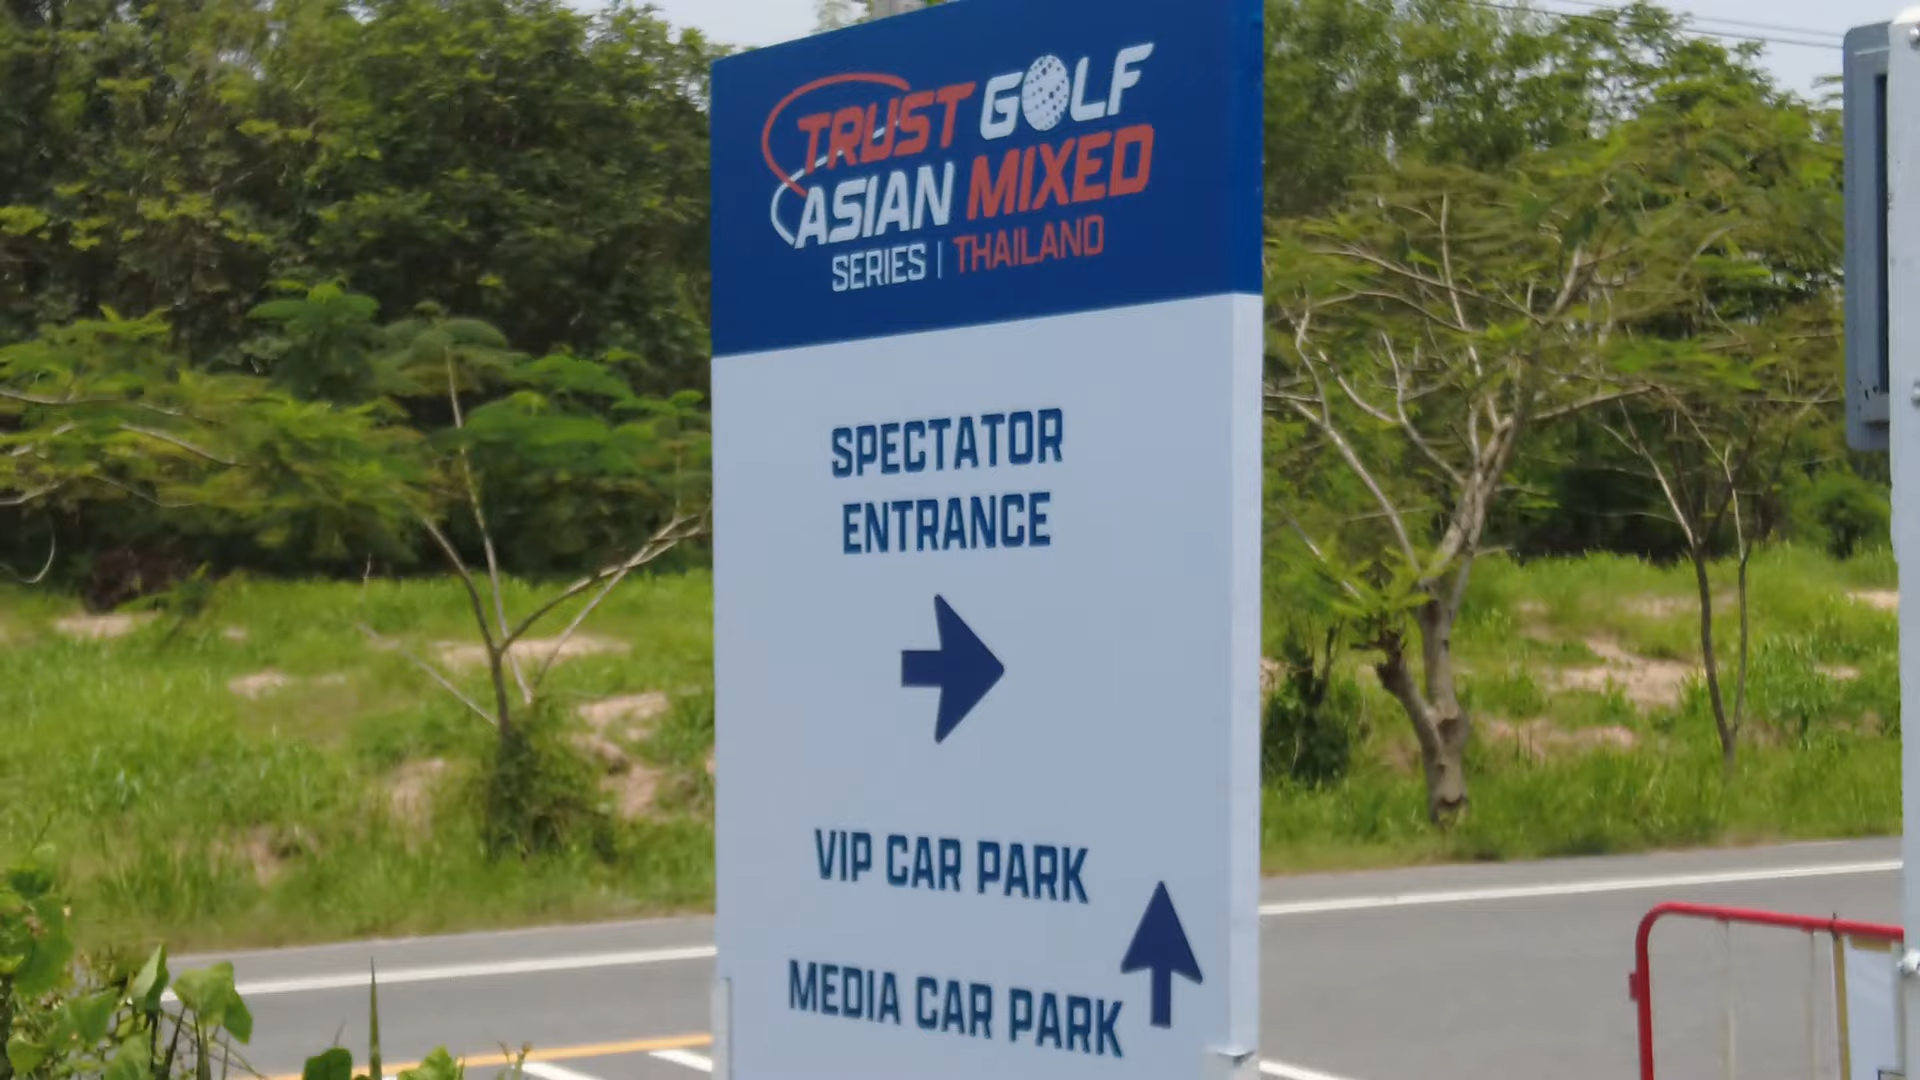 TRUST GOLF
ASIAN MIXED
SERIES | THAILAND
SPECTATOR
ENTRANCE
VIP CAR PARK
MEDIA CAR PARK